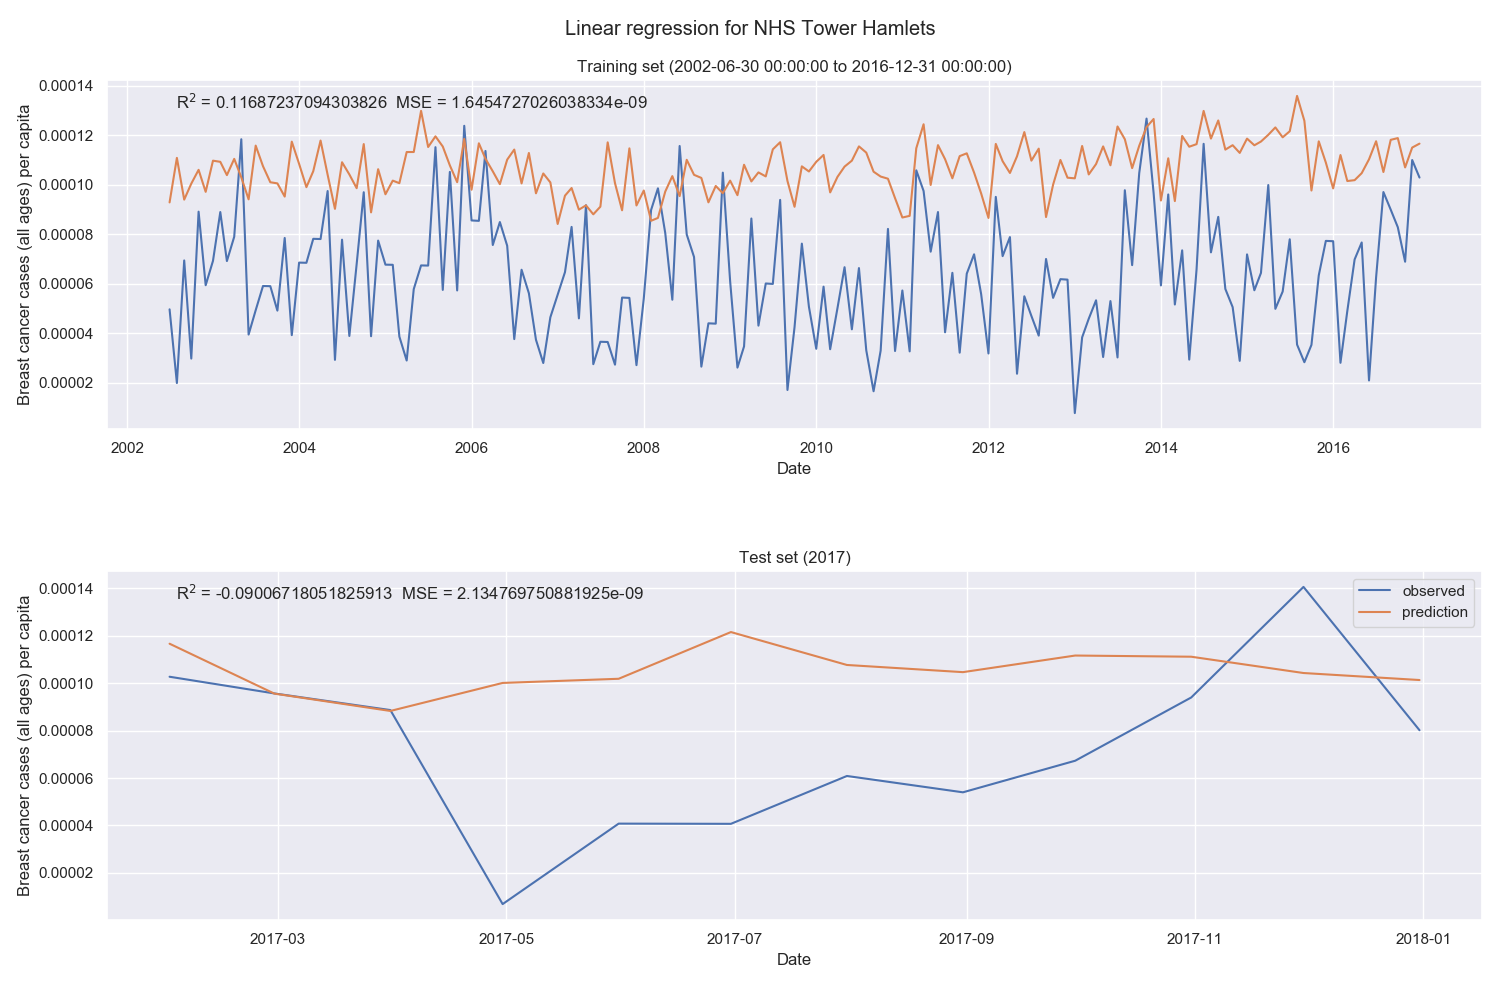 Linear regression for NHS Tower Hamlets
Training set (2002-06-30 00:00:00 to 2016-12-31 00:00:00)
R² = 0.11687237094303826  MSE = 1.6454727026038334e-09
Breast cancer cases (all ages) per capita
0.00014
0.00012
0.00010
0.00008
0.00006
0.00004
0.00002
2002 2004 2006 2008 2010 2012 2014 2016
Date
Test set (2017)
R² = -0.09006718051825913  MSE = 2.134769750881925e-09
observed
prediction
Breast cancer cases (all ages) per capita
0.00014
0.00012
0.00010
0.00008
0.00006
0.00004
0.00002
2017-03 2017-05 2017-07 2017-09 2017-11 2018-01
Date